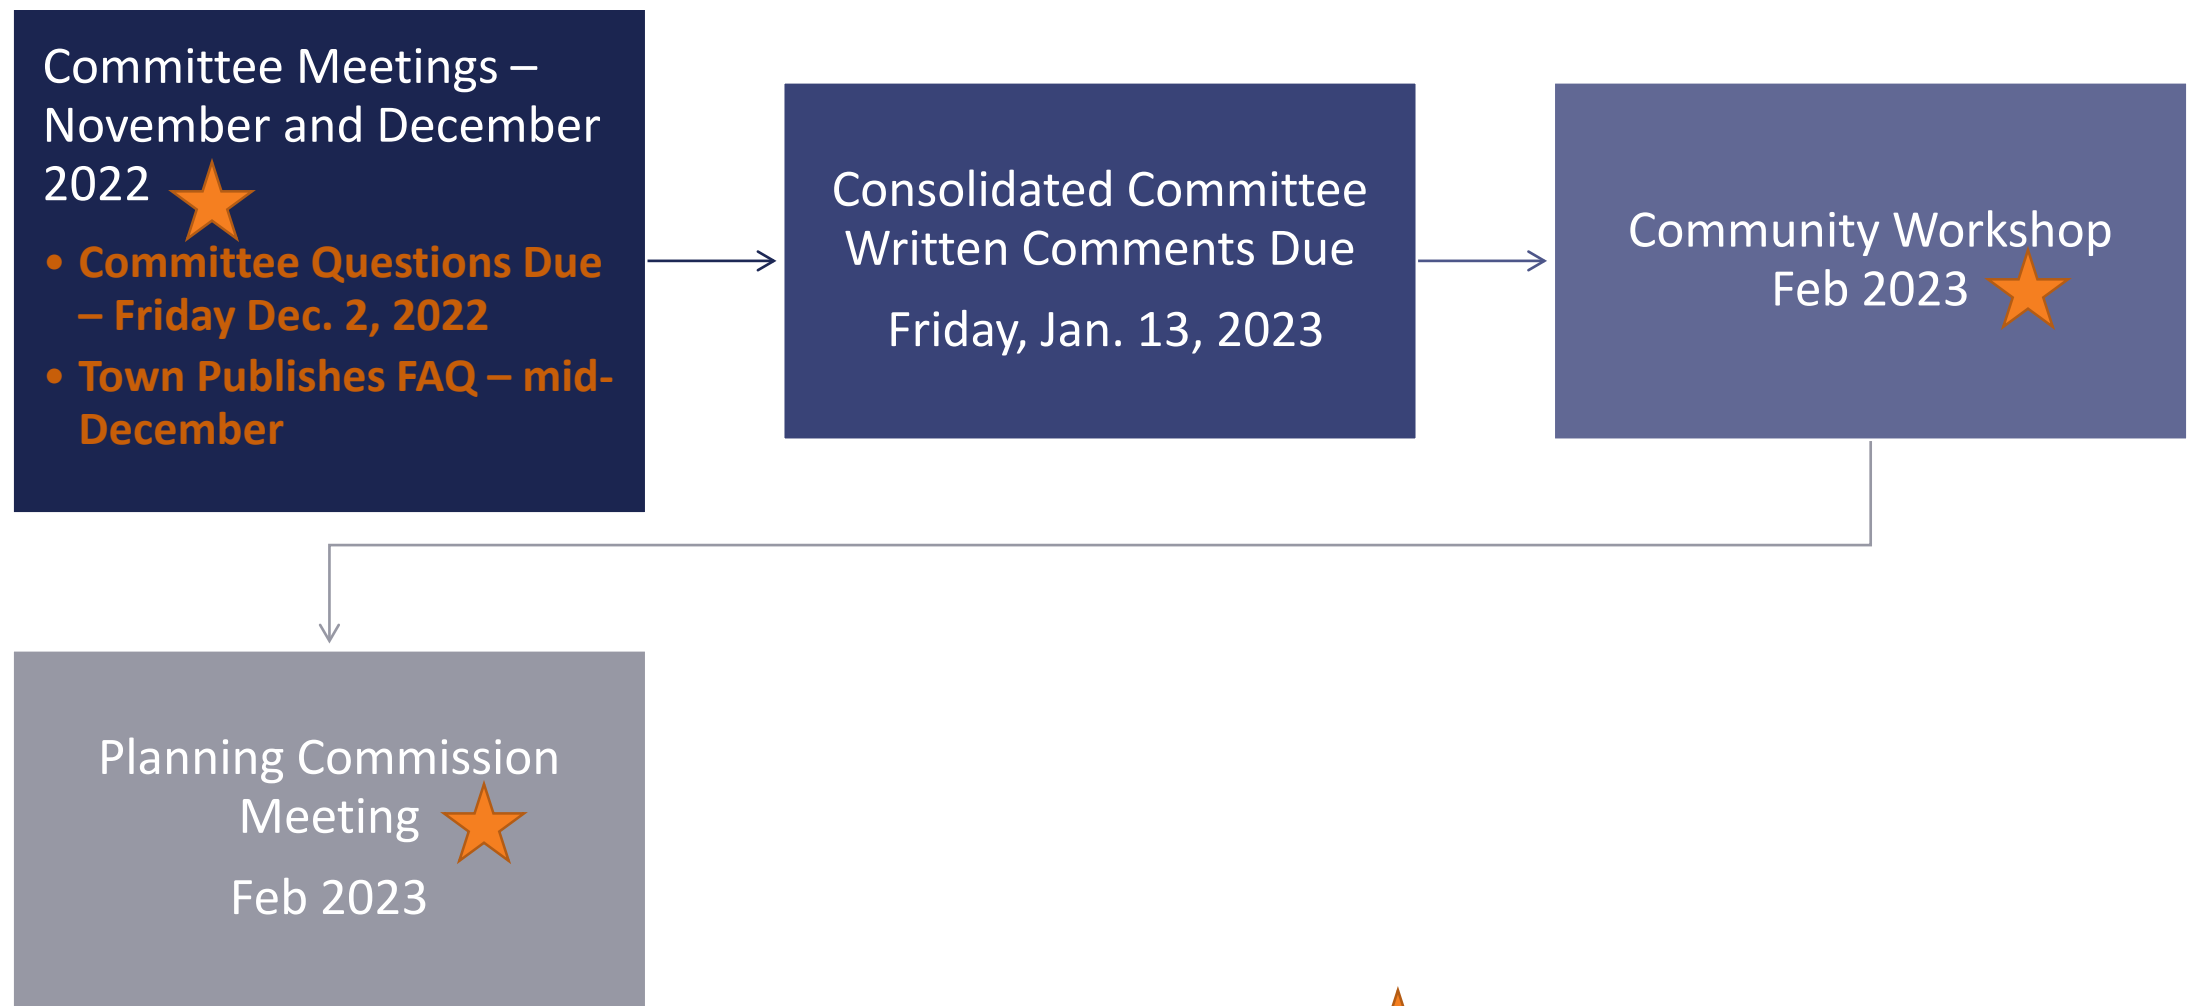 Committee Meetings –
November and December
2022
• Committee Questions Due
– Friday Dec. 2, 2022
• Town Publishes FAQ – mid-
December
Consolidated Committee
Written Comments Due
Friday, Jan. 13, 2023
Community Workshop
Feb 2023
Planning Commission
Meeting
Feb 2023